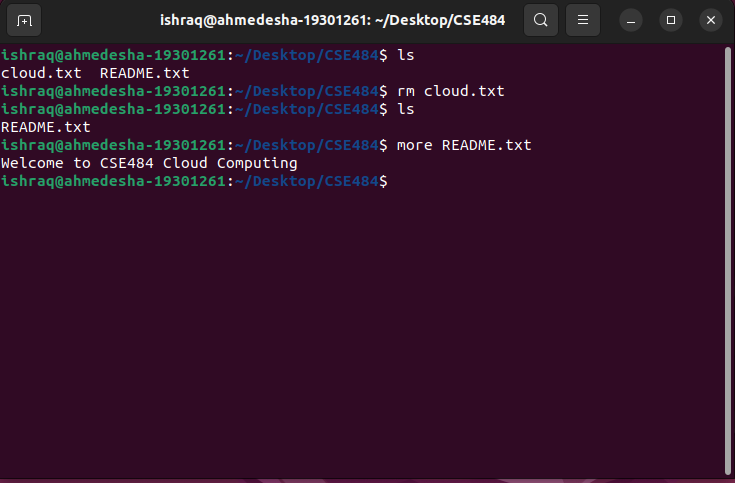 ishraq@ahmedesha-19301261: ~/Desktop/CSE484
ishraq@ahmedesha-19301261:~/Desktop/CSE484$ ls
cloud.txt  README.txt
ishraq@ahmedesha-19301261:~/Desktop/CSE484$ rm cloud.txt
ishraq@ahmedesha-19301261:~/Desktop/CSE484$ ls
README.txt
ishraq@ahmedesha-19301261:~/Desktop/CSE484$ more README.txt
Welcome to CSE484 Cloud Computing
ishraq@ahmedesha-19301261:~/Desktop/CSE484$